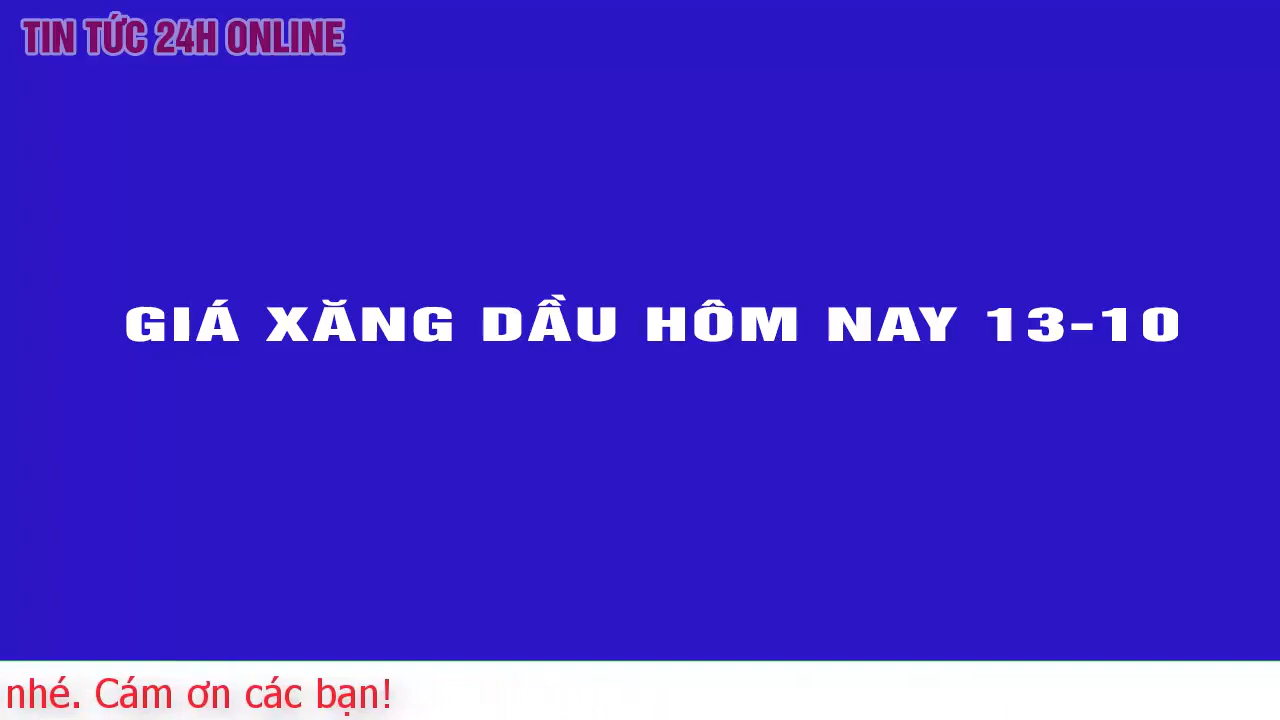 TIN TỨC 24H ONLINE
GIÁ XĂNG DẦU HÔM NAY 13-10
nhé. Cám ơn các bạn!